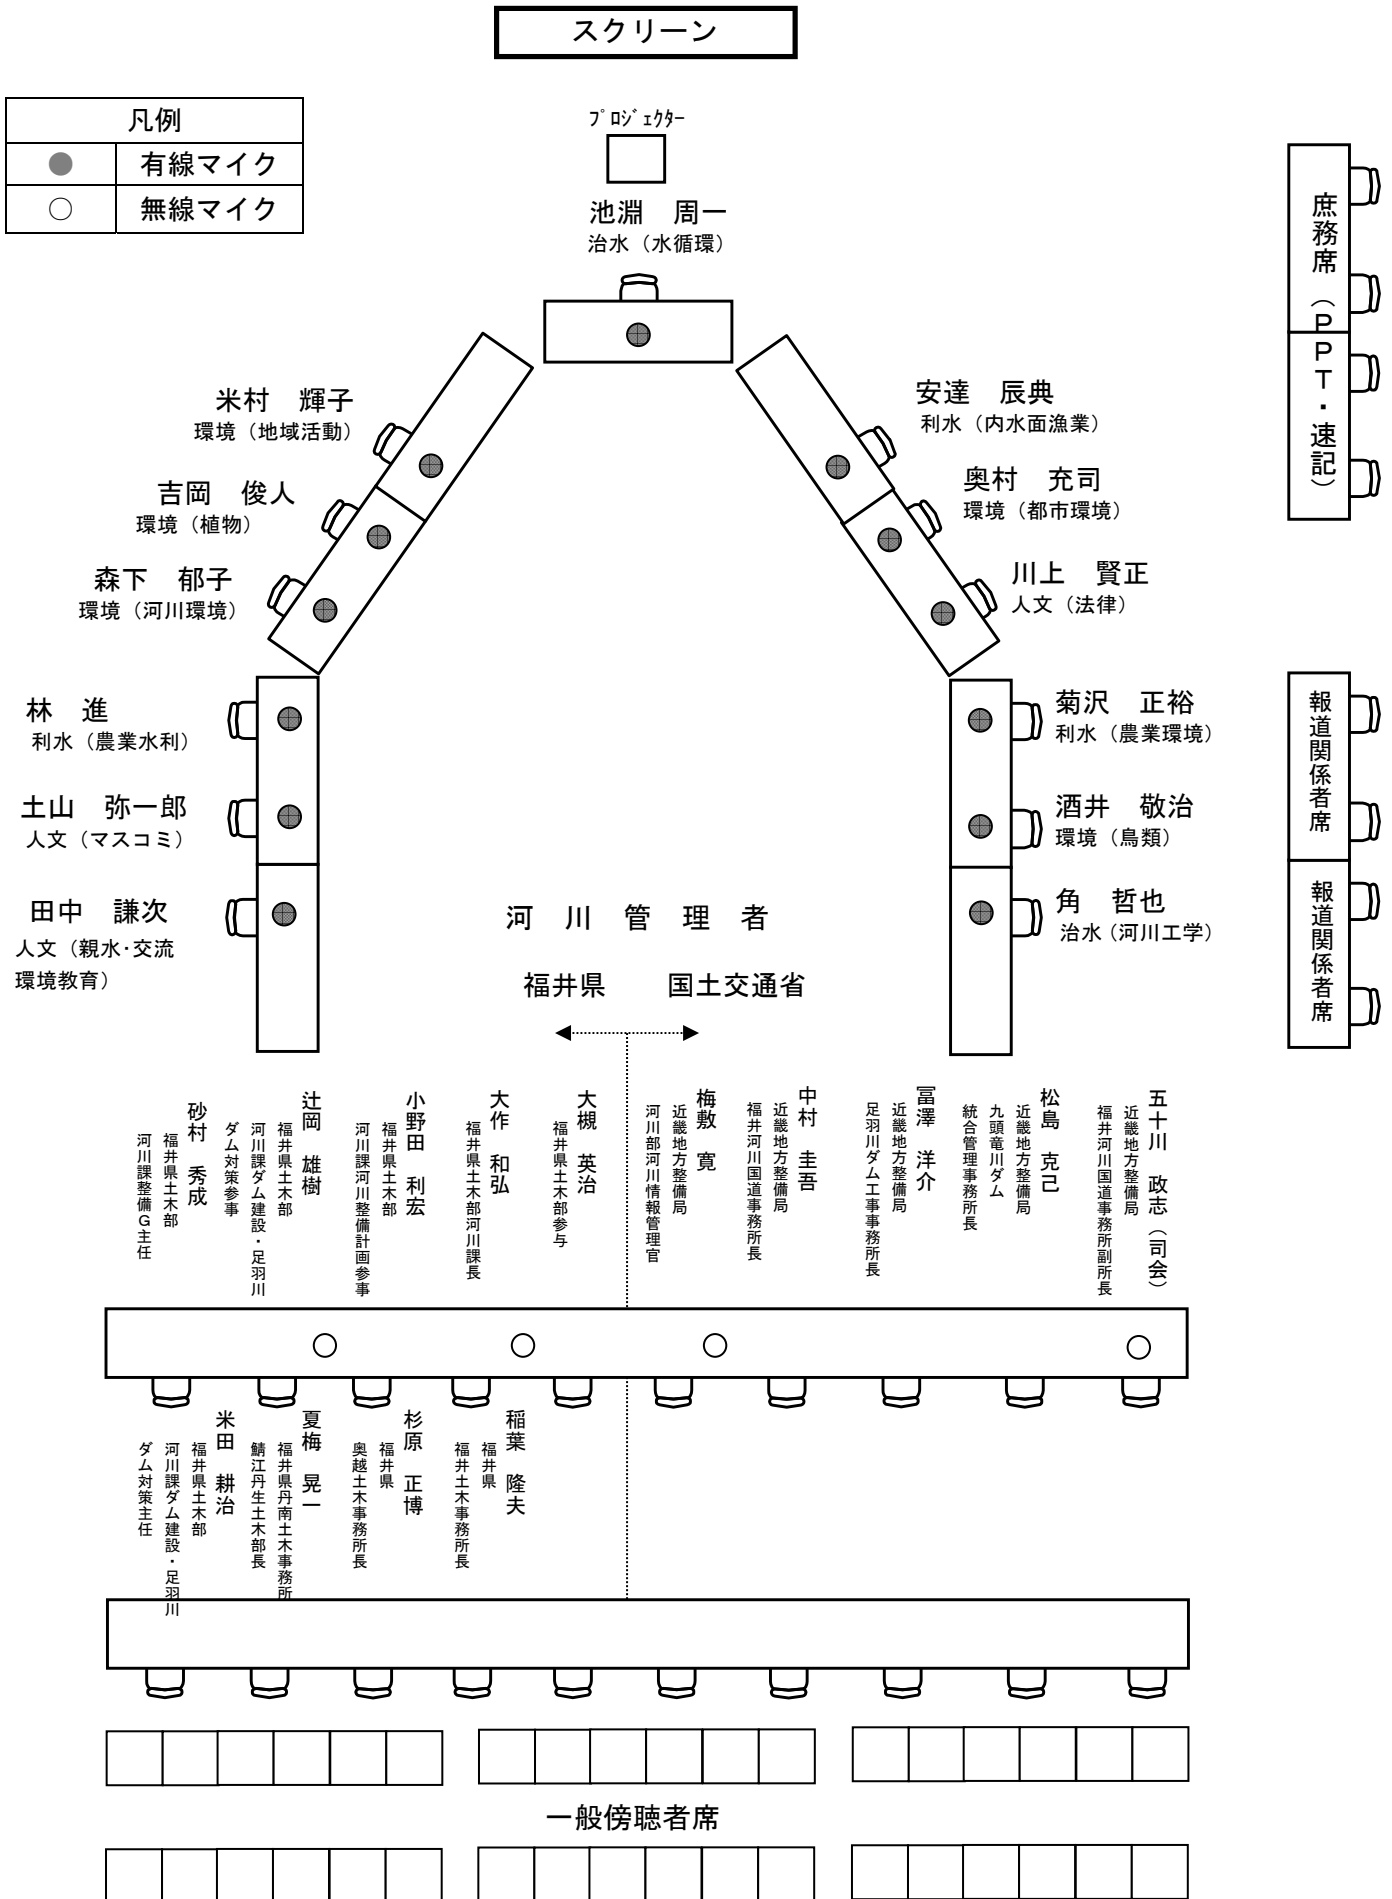 スクリーン
凡例
有線マイク
無線マイク
ﾌﾟﾛｼﾞｪｸﾀｰ
池淵　周一
治水（水循環）
米村　輝子
環境（地域活動）
吉岡　俊人
環境（植物）
森下　郁子
環境（河川環境）
林　進
利水（農業水利）
土山　弥一郎
人文（マスコミ）
田中　謙次
人文（親水・交流
環境教育）
安達　辰典
利水（内水面漁業）
奥村　充司
環境（都市環境）
川上　賢正
人文（法律）
菊沢　正裕
利水（農業環境）
酒井　敬治
環境（鳥類）
角　哲也
治水（河川工学）
庶務席（ＰＰＴ・速記）
報道関係者席
報道関係者席
河　川　管　理　者
福井県　　国土交通省
五十川　政志（司会）
近畿地方整備局
福井河川国道事務所副所長
松島　克己
近畿地方整備局
九頭竜川ダム
統合管理事務所長
冨澤　洋介
近畿地方整備局
足羽川ダム工事事務所長
中村　圭吾
近畿地方整備局
福井河川国道事務所長
梅敷　寛
近畿地方整備局
河川部河川情報管理官
大槻　英治
福井県土木部参与
大作　和弘
福井県土木部河川課長
小野田　利宏
福井県土木部
河川課河川整備計画参事
辻岡　雄樹
福井県土木部
河川課ダム建設・足羽川
ダム対策参事
砂村　秀成
福井県土木部
河川課整備Ｇ主任
稲葉　隆夫
福井県
福井土木事務所長
杉原　正博
福井県
奥越土木事務所長
夏梅　晃一
福井県丹南土木事務所
鯖江丹生土木部長
米田　耕治
福井県土木部
河川課ダム建設・足羽川
ダム対策主任
一般傍聴者席